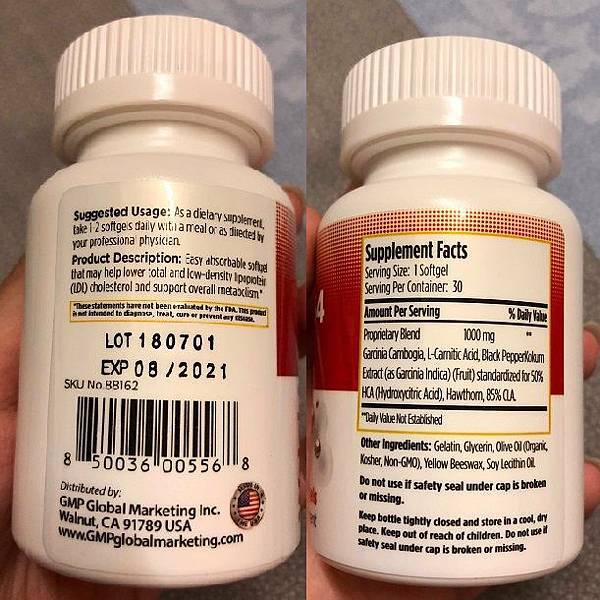 Suggested Usage: As a dietary supplement,
take 1-2 softgels daily with a meal or as directed by
your professional physician.
Product Description: Easy absorbable softgel
that may help lower total and low-density lipoprotein
(LDL) cholesterol and support overall metabolism*
*These statements have not been evaluated by the FDA. This product
is not intended to diagnose, treat, cure or prevent any disease.
LOT 180701
EXP 08 /2021
SKU No.BB162
8 50036 00556 8
Distributed by:
GMP Global Marketing Inc.
Walnut, CA 91789 USA
www.GMPglobalmarketing.com
4
Supplement Facts
Serving Size: 1 Softgel
Serving Per Container: 30
Amount Per Serving % Daily Value
Proprietary Blend 1000 mg **
Garcinia Cambogia, L-Carnitic Acid, Black PepperKokum
Extract (as Garcinia Indica) (Fruit) standardized for 50%
HCA (Hydroxycitric Acid), Hawthorn, 85% CLA.
**Daily Value Not Established
Other Ingredients: Gelatin, Glycerin, Olive Oil (Organic,
Kosher, Non-GMO), Yellow Beeswax, Soy Lecithin Oil.
Do not use if safety seal under cap is broken
or missing.
Keep bottle tightly closed and store in a cool, dry
place. Keep out of reach of children. Do not use if
safety seal under cap is broken or missing.